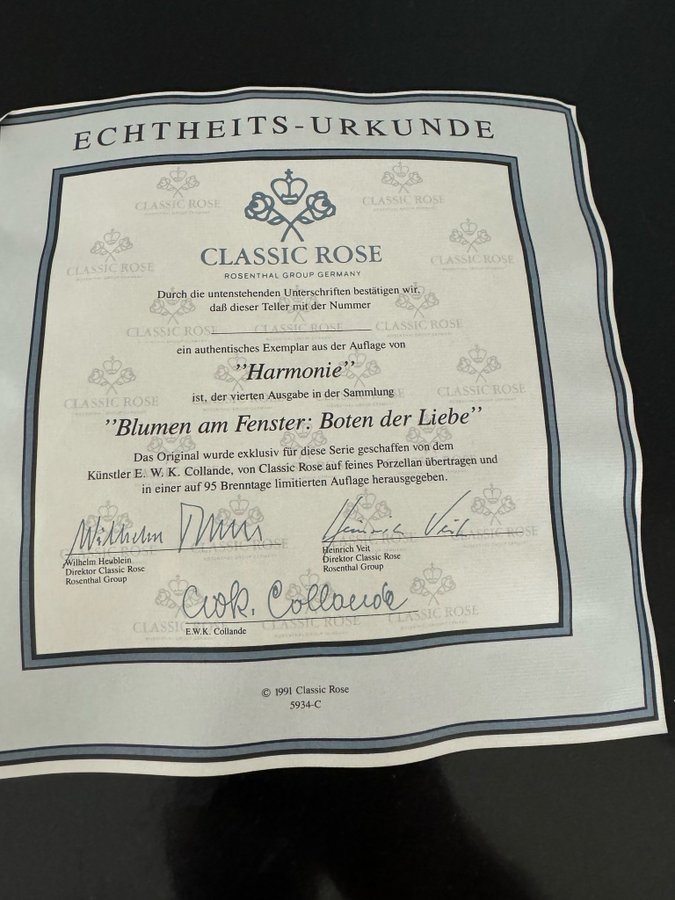 ECHTHEITS-URKUNDE
CLASSIC ROSE
ROSENTHAL GROUP GERMANY
Durch die untenstehenden Unterschriften bestätigen wir,
daß dieser Teller mit der Nummer
ein authentisches Exemplar aus der Auflage von
"Harmonie"
ist, der vierten Ausgabe in der Sammlung
"Blumen am Fenster: Boten der Liebe"
Das Original wurde exklusiv für diese Serie geschaffen von dem
Künstler E. W. K. Collande, von Classic Rose auf feines Porzellan übertragen und
in einer auf 95 Brenntage limitierten Auflage herausgegeben.
Wilhelm
Heinrich Veit
Wilhelm Heublein
Direktor Classic Rose
Rosenthal Group
Heinrich Veit
Direktor Classic Rose
Rosenthal Group
Collande
E.W.K. Collande
© 1991 Classic Rose
5934-C